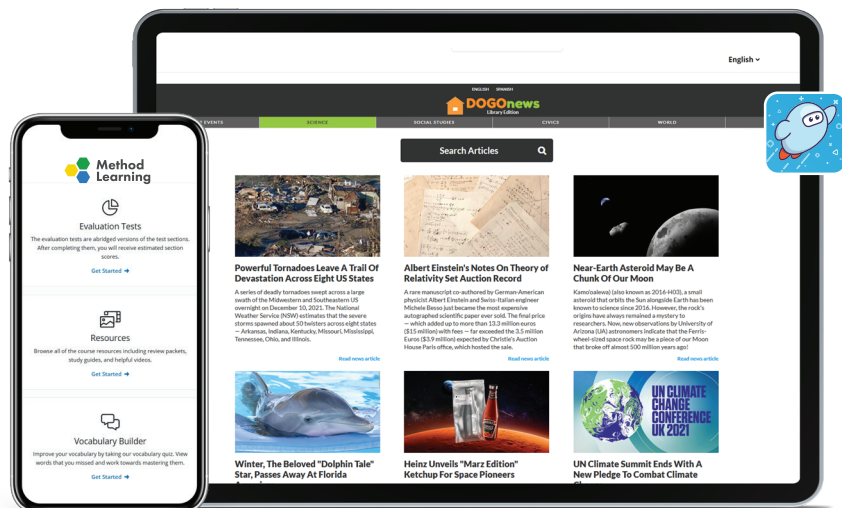 English
ENGLISH SPANISH
DOGOnews
Library Edition
EVENTS
SCIENCE
SOCIAL STUDIES
CIVICS
WORLD
Search Articles
Powerful Tornadoes Leave A Trail Of
Devastation Across Eight US States
A series of deadly tornadoes swept across a large
swath of the Midwestern and Southeastern US
overnight on December 10, 2021. The National
Weather Service (NSW) estimates that the severe
storms spawned about 50 twisters across eight states
— Arkansas, Indiana, Kentucky, Missouri, Mississippi,
Tennessee, Ohio, and Illinois.
Read news article
Albert Einstein's Notes On Theory of
Relativity Set Auction Record
A rare manuscript co-authored by German-American
physicist Albert Einstein and Swiss-Italian engineer
Michele Besso just became the most expensive
autographed scientific paper ever sold. The final price
— which added up to more than 13.3 million euros
($15 million) with fees — far exceeded the 3.5 million
Euros ($3.9 million) expected by Christie's Auction
House Paris office, which hosted the sale.
Read news article
Near-Earth Asteroid May Be A
Chunk Of Our Moon
Kamo'oalewa) (also known as 2016-H03), a small
asteroid that orbits the Sun alongside Earth has been
known to science since 2016. However, the rock's
origins have always remained a mystery to
researchers. Now, new observations by University of
Arizona (UA) astronomers indicate that the Ferris-
wheel-sized space rock may be a piece of our Moon
that broke off almost 500 million years ago!
Read news article
Winter, The Beloved "Dolphin Tale"
Star, Passes Away At Florida
Heinz Unveils "Marz Edition"
Ketchup For Space Pioneers
UN CLIMATE
CHANGE
CONFERENCE
UK 2021
UN Climate Summit Ends With A
New Pledge To Combat Climate
Method
Learning
Evaluation Tests
The evaluation tests are abridged versions of the test sections.
After completing them, you will receive estimated section
scores.
Get Started
Resources
Browse all of the course resources including review packets,
study guides, and helpful videos.
Get Started
Vocabulary Builder
Improve your vocabulary by taking our vocabulary quiz. View
words that you missed and work towards mastering them.
Get Started